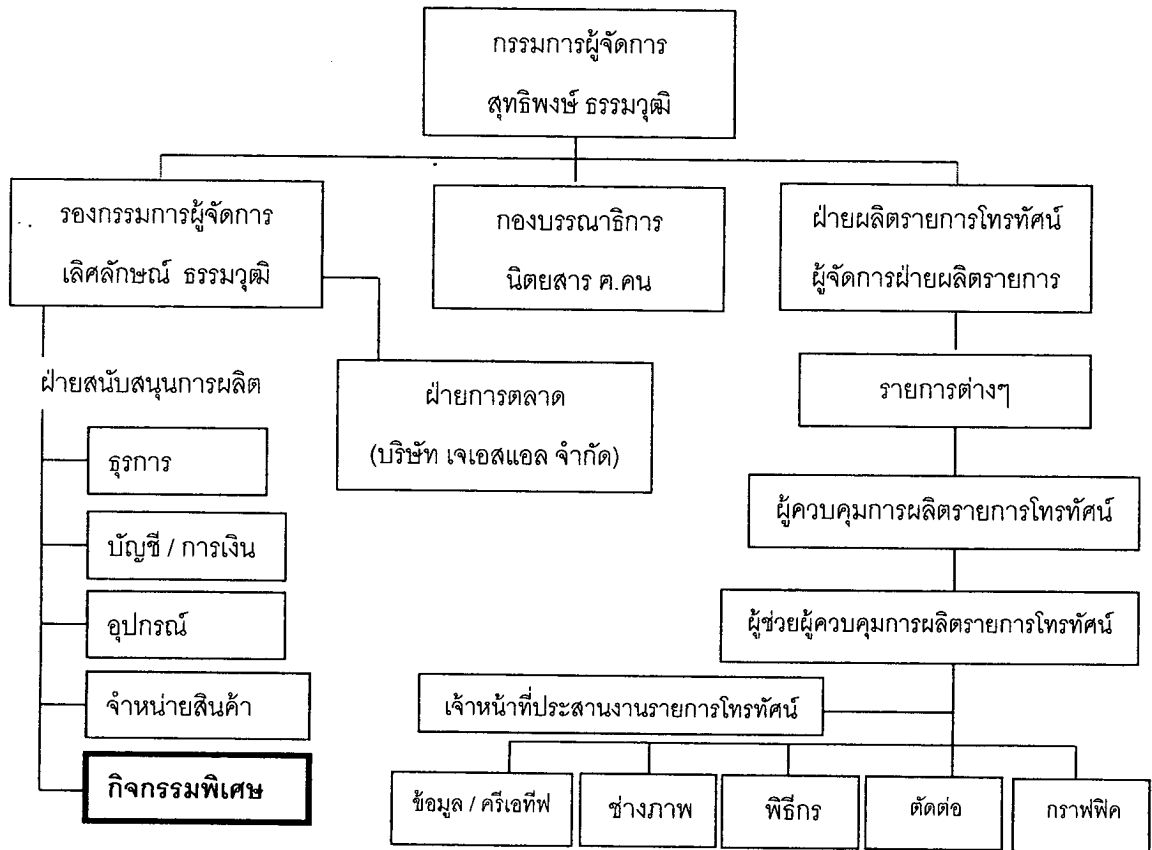 กรรมการผู้จัดการ
สุทธิพงษ์ ธรรมวุฒิ
รองกรรมการผู้จัดการ
เลิศลักษณ์ ธรรมวุฒิ
กองบรรณาธิการ
นิตยสาร ฅ.คน
ฝ่ายผลิตรายการโทรทัศน์
ผู้จัดการฝ่ายผลิตรายการ
ฝ่ายสนับสนุนการผลิต
ธุรการ
บัญชี / การเงิน
อุปกรณ์
จำหน่ายสินค้า
กิจกรรมพิเศษ
ฝ่ายการตลาด
(บริษัท เจเอสแอล จำกัด)
รายการต่างๆ
ผู้ควบคุมการผลิตรายการโทรทัศน์
ผู้ช่วยผู้ควบคุมการผลิตรายการโทรทัศน์
เจ้าหน้าที่ประสานงานรายการโทรทัศน์
ข้อมูล / ครีเอทีฟ
ช่างภาพ
พิธีกร
ตัดต่อ
กราฟฟิค